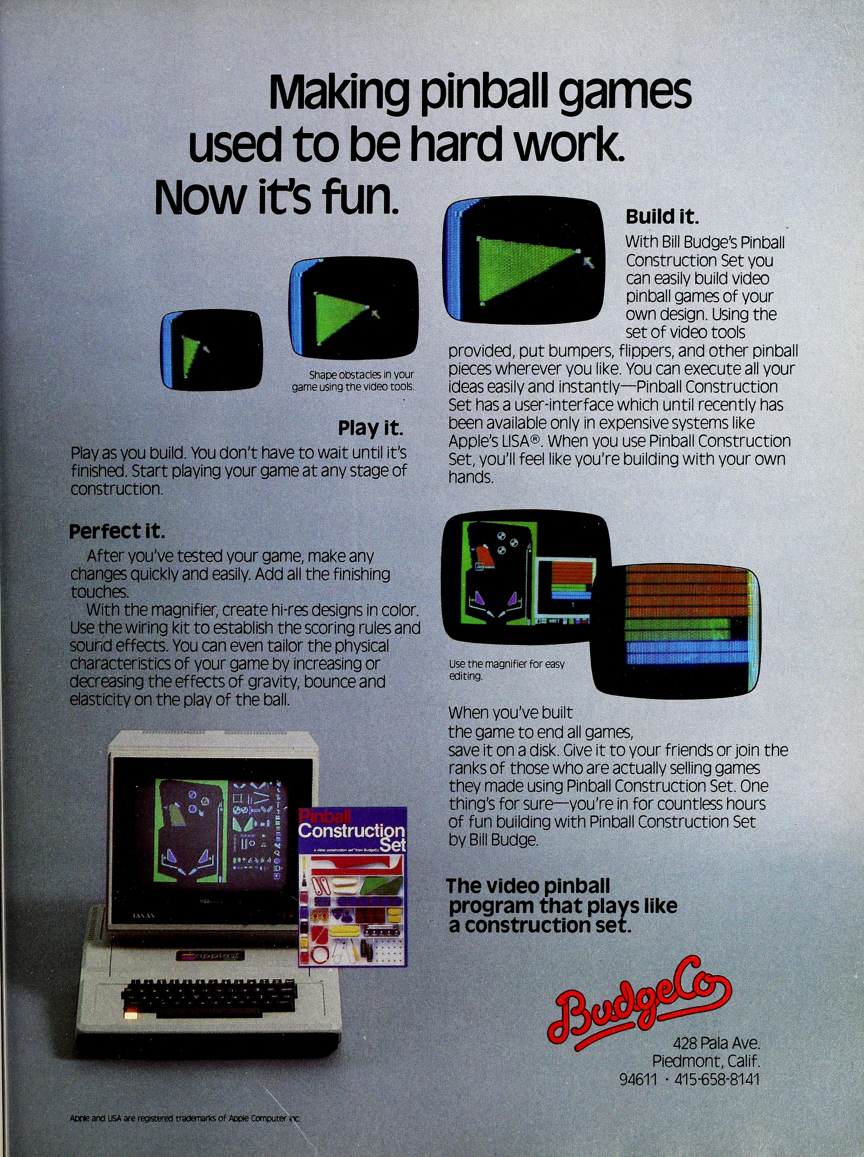 Making pinball games
used to be hard work.
Now it's fun.
Shape obstacles in your
game using the video tools.
Play it.
Play as you build. You don't have to wait until it's
finished. Start playing your game at any stage of
construction.
Perfect it.
After you've tested your game, make any
changes quickly and easily. Add all the finishing
touches.
With the magnifier, create hi-res designs in color.
Use the wiring kit to establish the scoring rules and
sound effects. You can even tailor the physical
characteristics of your game by increasing or
decreasing the effects of gravity, bounce and
elasticity on the play of the ball.
Build it.
With Bill Budge's Pinball
Construction Set you
can easily build video
pinball games of your
own design. Using the
set of video tools
provided, put bumpers, flippers, and other pinball
pieces wherever you like. You can execute all your
ideas easily and instantly—Pinball Construction
Set has a user-interface which until recently has
been available only in expensive systems like
Apple's LISA®. When you use Pinball Construction
Set, you'll feel like you're building with your own
hands.
Use the magnifier for easy
editing.
When you've built
the game to end all games,
save it on a disk. Give it to your friends or join the
ranks of those who are actually selling games
they made using Pinball Construction Set. One
thing's for sure—you're in for countless hours
of fun building with Pinball Construction Set
by Bill Budge.
The video pinball
program that plays like
a construction set.
Pinball
Construction
Set
A video construction set from BudgeCo
TAXAN
apple
BudgeCo
428 Pala Ave.
Piedmont, Calif.
94611 · 415-658-8141
Apple and LISA are registered trademarks of Apple Computer Inc.